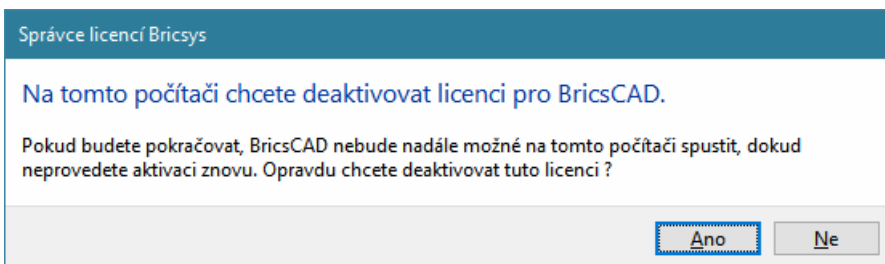 Správce licencí Bricsys
Na tomto počítači chcete deaktivovat licenci pro BricsCAD.
Pokud budete pokračovat, BricsCAD nebude nadále možné na tomto počítači spustit, dokud
neprovedete aktivaci znovu. Opravdu chcete deaktivovat tuto licenci ?
Ano
Ne